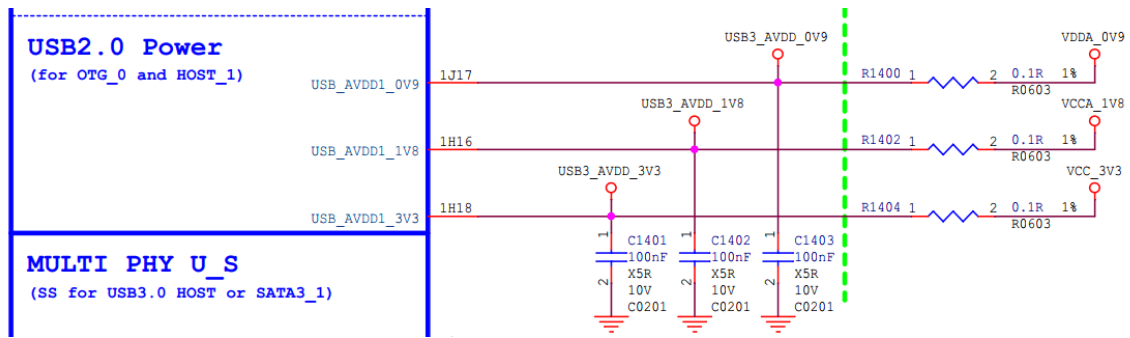 USB2.0 Power
(for OTG_0 and HOST_1)
USB_AVDD1_0V9
1J17
USB3_AVDD_0V9
R1400 1
2 0.1R 1%
R0603
VDDA_0V9
USB_AVDD1_1V8
1H16
USB3_AVDD_1V8
R1402 1
2 0.1R 1%
R0603
VCCA_1V8
USB_AVDD1_3V3
1H18
USB3_AVDD_3V3
R1404 1
2 0.1R 1%
R0603
VCC_3V3
1
C1401
100nF
X5R
10V
C0201
2
1
C1402
100nF
X5R
10V
C0201
2
1
C1403
100nF
X5R
10V
C0201
2
MULTI PHY U_S
(SS for USB3.0 HOST or SATA3_1)